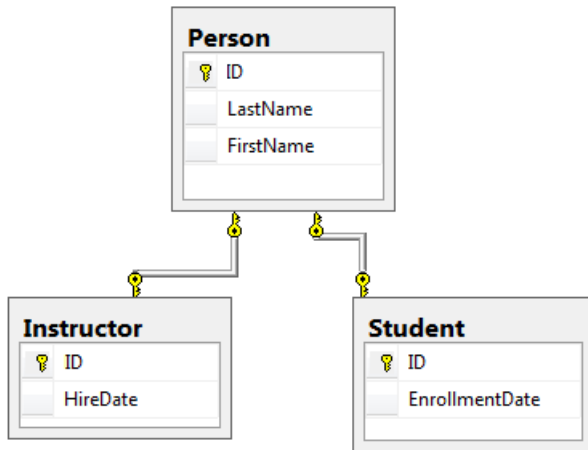 Person
ID
LastName
FirstName
Instructor
ID
HireDate
Student
ID
EnrollmentDate